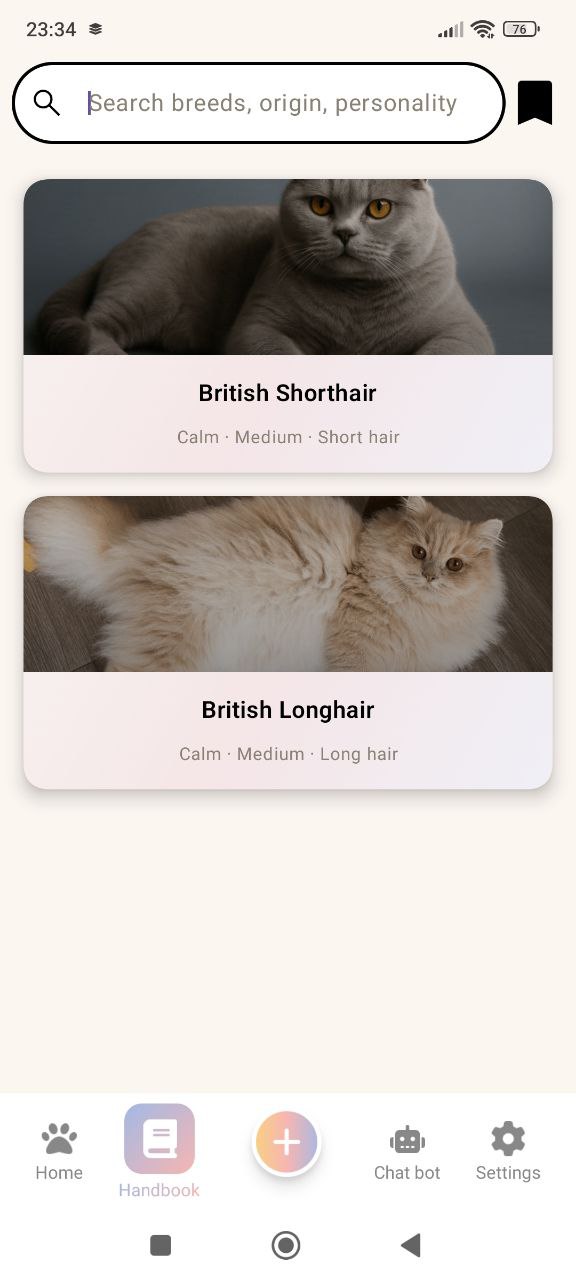 23:34
76
Search breeds, origin, personality
British Shorthair
Calm · Medium · Short hair
British Longhair
Calm · Medium · Long hair
Home
Handbook
Chat bot
Settings